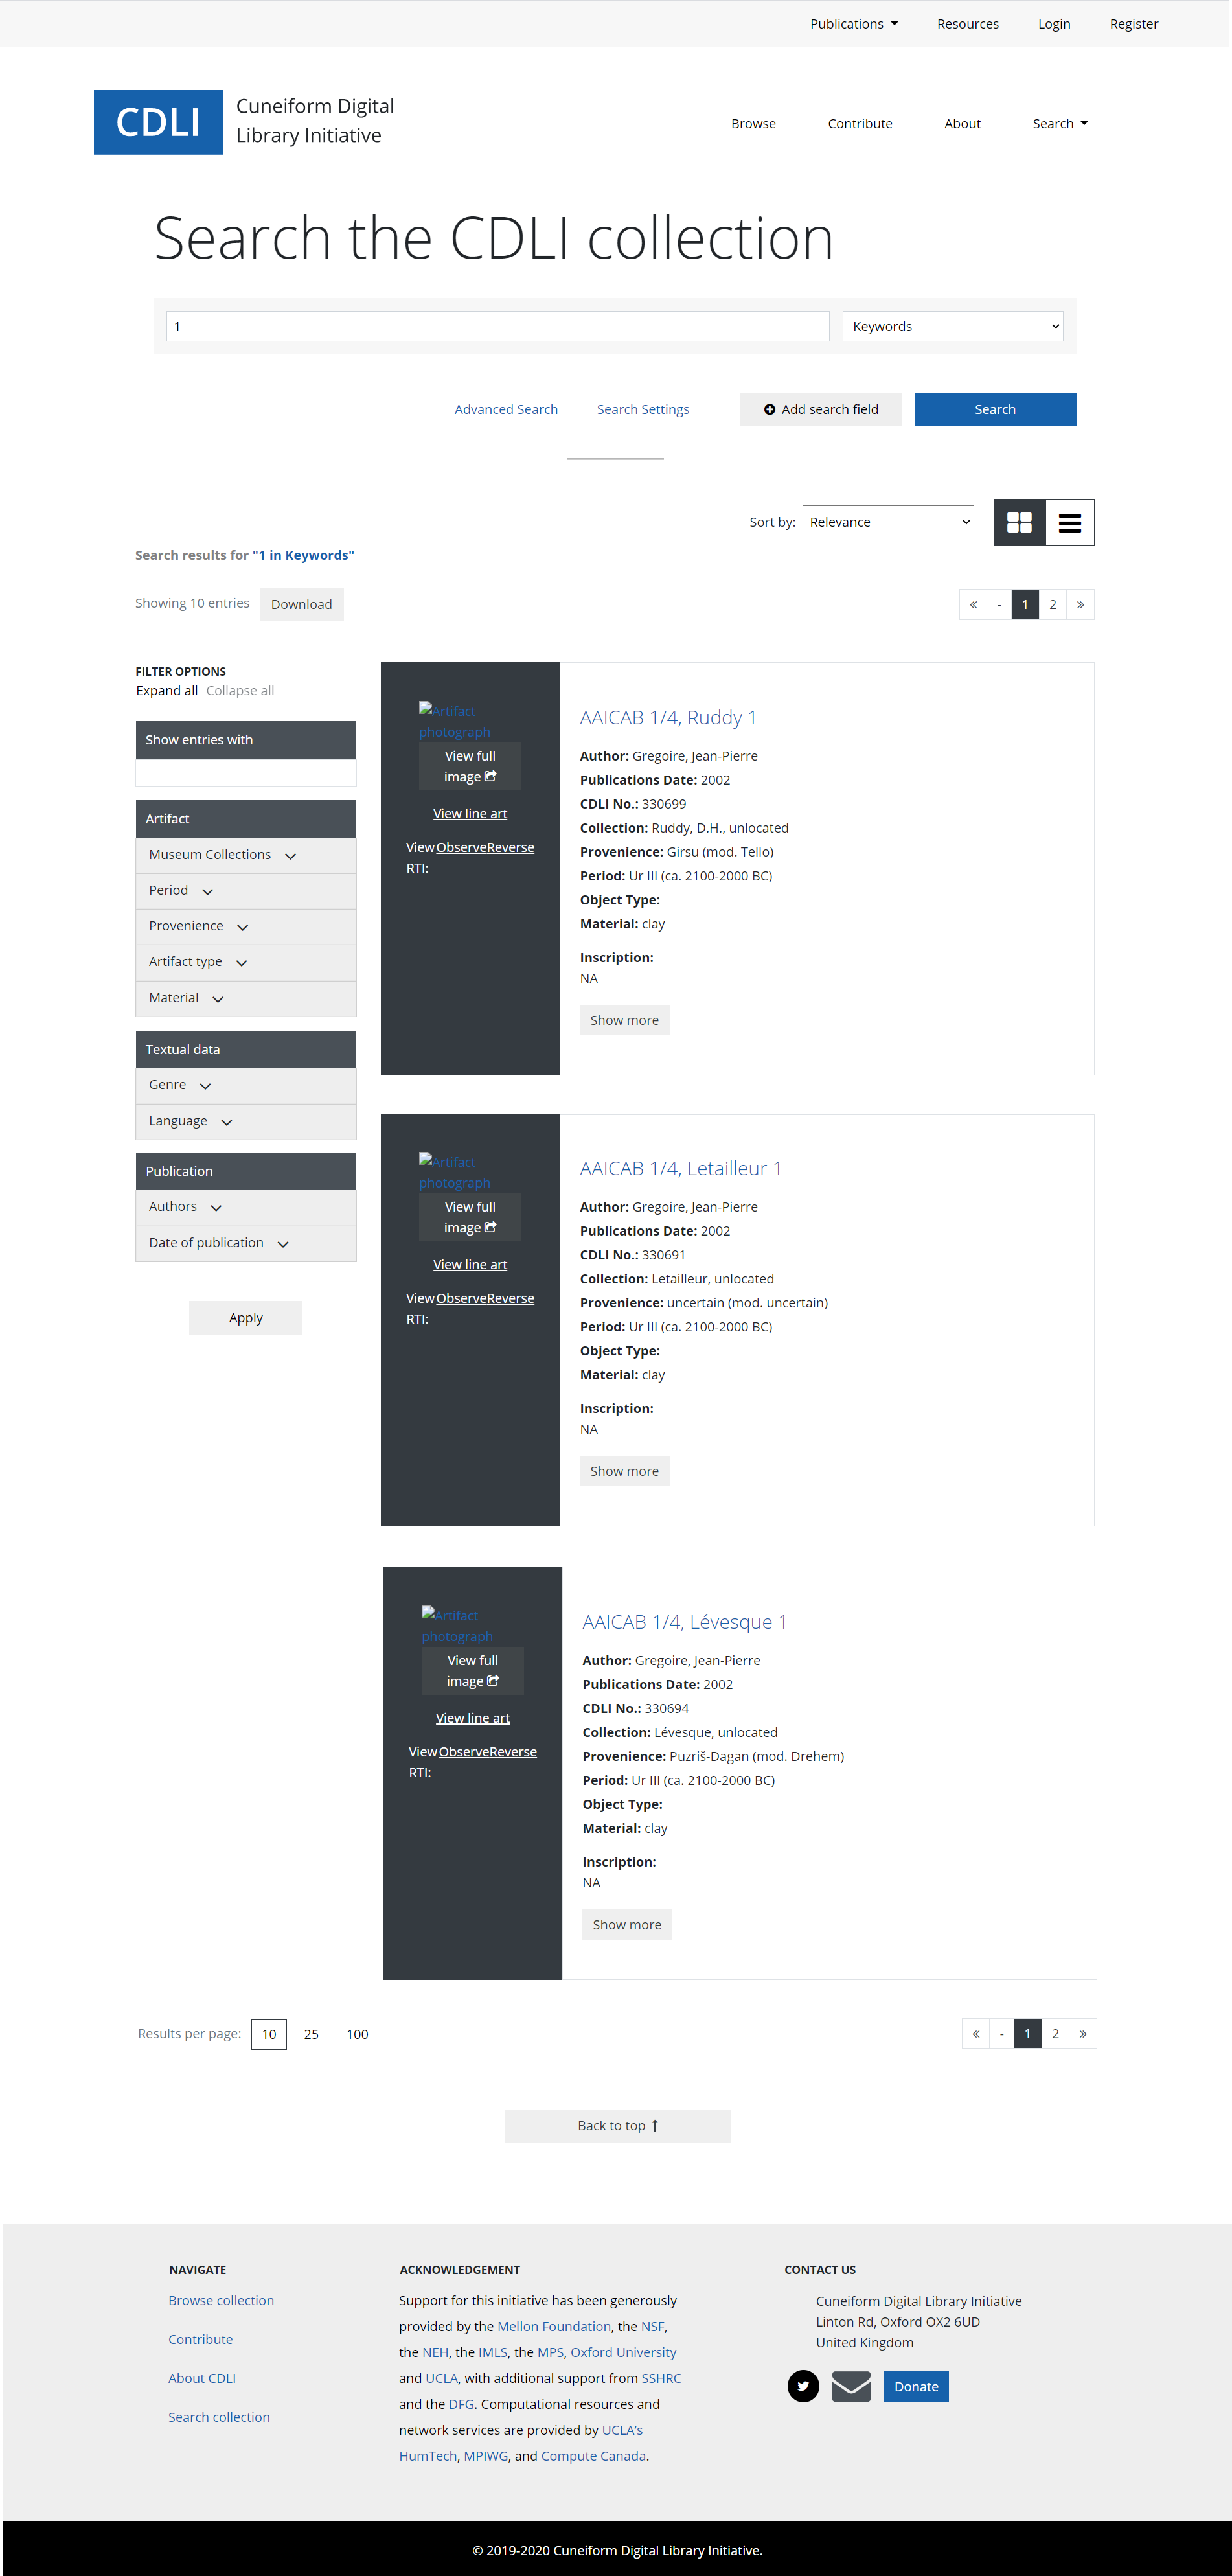 Publications Resources Login Register
CDLI Cuneiform Digital
Library Initiative
Browse Contribute About Search
Search the CDLI collection
1 Keywords
Advanced Search Search Settings Add search field Search
Sort by: Relevance
Search results for "1 in Keywords"
Showing 10 entries Download
« - 1 2 »
FILTER OPTIONS
Expand all Collapse all
Show entries with
Artifact
Museum Collections
Period
Provenience
Artifact type
Material
Textual data
Genre
Language
Publication
Authors
Date of publication
Apply
Artifact
photograph
View full
image
View line art
View ObserveReverse
RTI:
AAICAB 1/4, Ruddy 1
Author: Gregoire, Jean-Pierre
Publications Date: 2002
CDLI No.: 330699
Collection: Ruddy, D.H., unlocated
Provenience: Girsu (mod. Tello)
Period: Ur III (ca. 2100-2000 BC)
Object Type:
Material: clay
Inscription:
NA
Show more
Artifact
photograph
View full
image
View line art
View ObserveReverse
RTI:
AAICAB 1/4, Letailleur 1
Author: Gregoire, Jean-Pierre
Publications Date: 2002
CDLI No.: 330691
Collection: Letailleur, unlocated
Provenience: uncertain (mod. uncertain)
Period: Ur III (ca. 2100-2000 BC)
Object Type:
Material: clay
Inscription:
NA
Show more
Artifact
photograph
View full
image
View line art
View ObserveReverse
RTI:
AAICAB 1/4, Lévesque 1
Author: Gregoire, Jean-Pierre
Publications Date: 2002
CDLI No.: 330694
Collection: Lévesque, unlocated
Provenience: Puzriš-Dagan (mod. Drehem)
Period: Ur III (ca. 2100-2000 BC)
Object Type:
Material: clay
Inscription:
NA
Show more
Results per page: 10 25 100
« - 1 2 »
Back to top
NAVIGATE
Browse collection
Contribute
About CDLI
Search collection
ACKNOWLEDGEMENT
Support for this initiative has been generously
provided by the Mellon Foundation, the NSF,
the NEH, the IMLS, the MPS, Oxford University
and UCLA, with additional support from SSHRC
and the DFG. Computational resources and
network services are provided by UCLA's
HumTech, MPIWG, and Compute Canada.
CONTACT US
Cuneiform Digital Library Initiative
Linton Rd, Oxford OX2 6UD
United Kingdom
Donate
© 2019-2020 Cuneiform Digital Library Initiative.